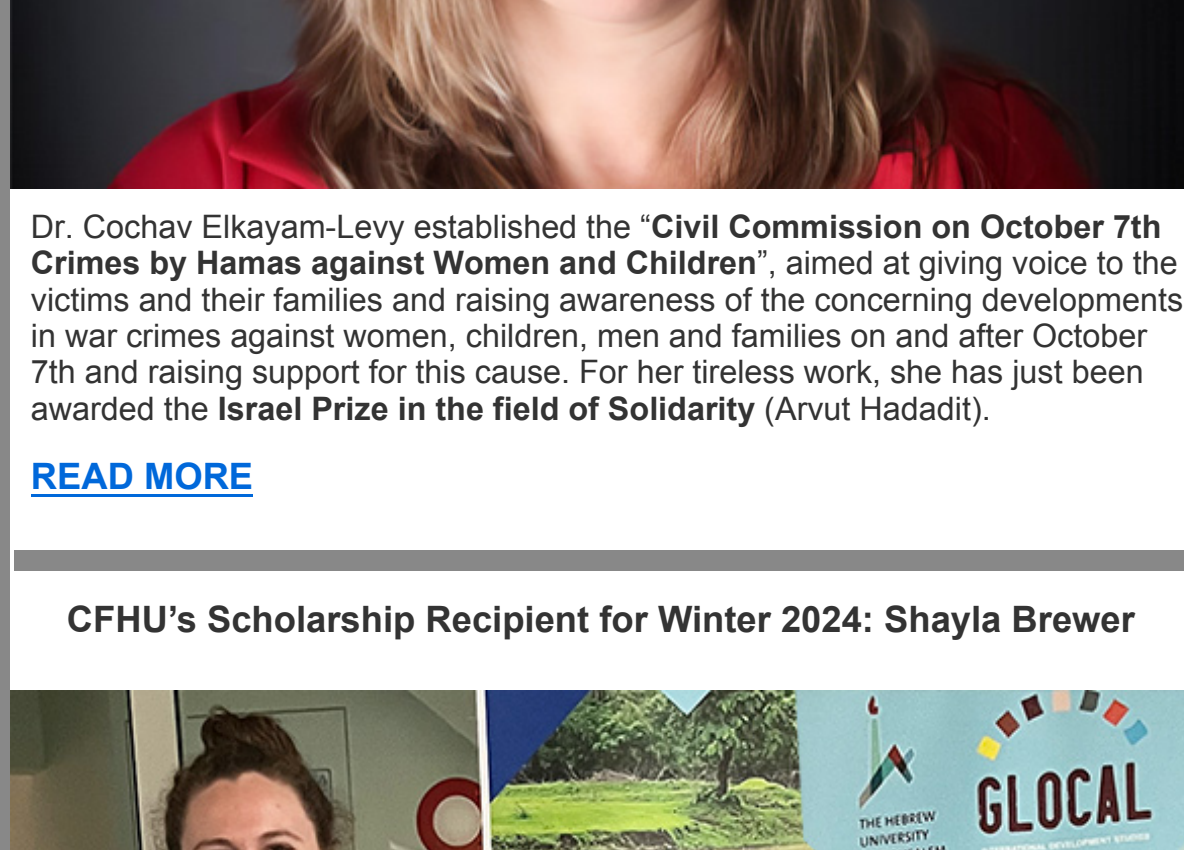 Dr. Cochav Elkayam-Levy established the “Civil Commission on October 7th
Crimes by Hamas against Women and Children”, aimed at giving voice to the
victims and their families and raising awareness of the concerning developments
in war crimes against women, children, men and families on and after October
7th and raising support for this cause. For her tireless work, she has just been
awarded the Israel Prize in the field of Solidarity (Arvut Hadadit).
READ MORE
CFHU’s Scholarship Recipient for Winter 2024: Shayla Brewer
THE HEBREW
UNIVERSITY
GLOCAL
INTERNATIONAL DEVELOPMENT STUDIES